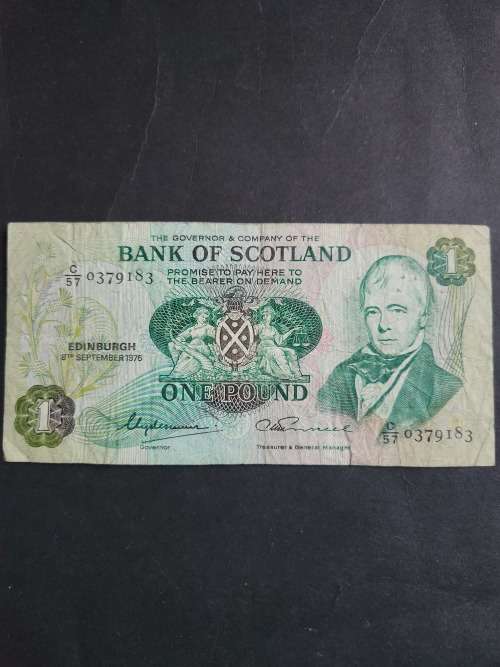 THE GOVERNOR & COMPANY OF THE
BANK OF SCOTLAND
C/57 0379183
PROMISE TO PAY HERE TO
THE BEARER ON DEMAND
1
EDINBURGH
8TH SEPTEMBER 1976
ONE POUND
1
Governor
Treasurer & General Manager
C/57 0379183